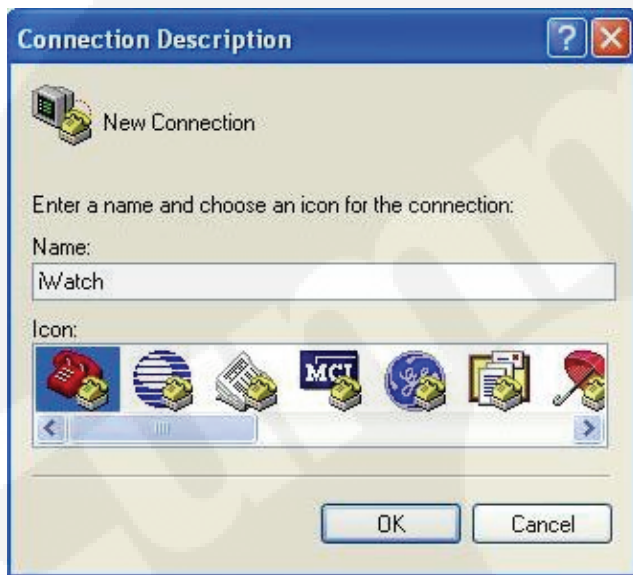 Connection Description
New Connection
Enter a name and choose an icon for the connection:
Name:
iWatch
Icon:
MCI
OK
Cancel